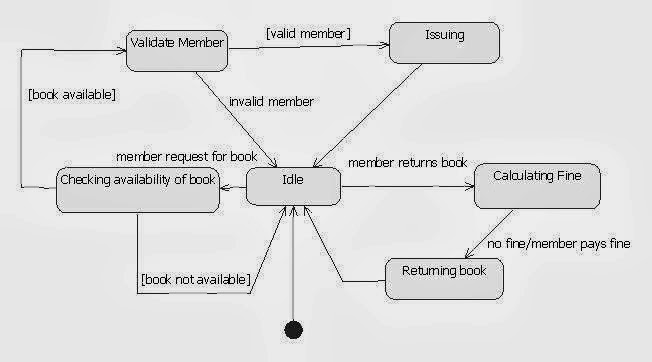 Validate Member
[valid member]
Issuing
[book available]
invalid member
member request for book
Checking availability of book
Idle
member returns book
Calculating Fine
no fine/member pays fine
Returning book
[book not available]